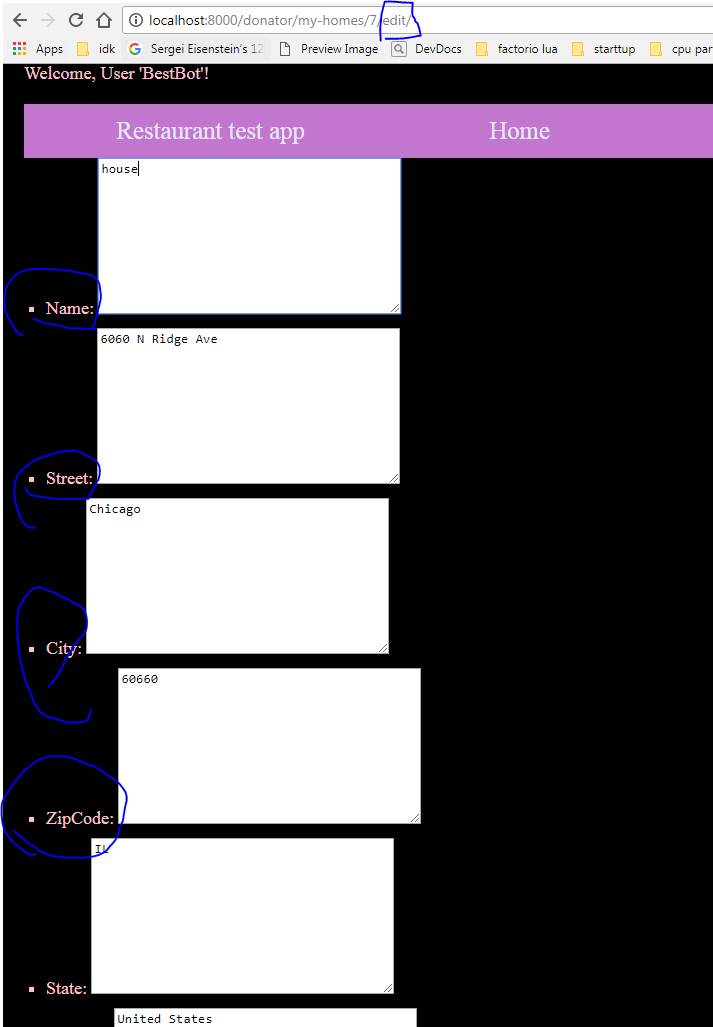 localhost:8000/donator/my-homes/7/edit/
Apps idk Sergei Eisenstein's 12 Preview Image DevDocs factorio lua starttup cpu par
Welcome, User 'BestBot'!
Restaurant test app Home
house
Name:
6060 N Ridge Ave
Street:
Chicago
City:
60660
ZipCode:
IL
State:
United States